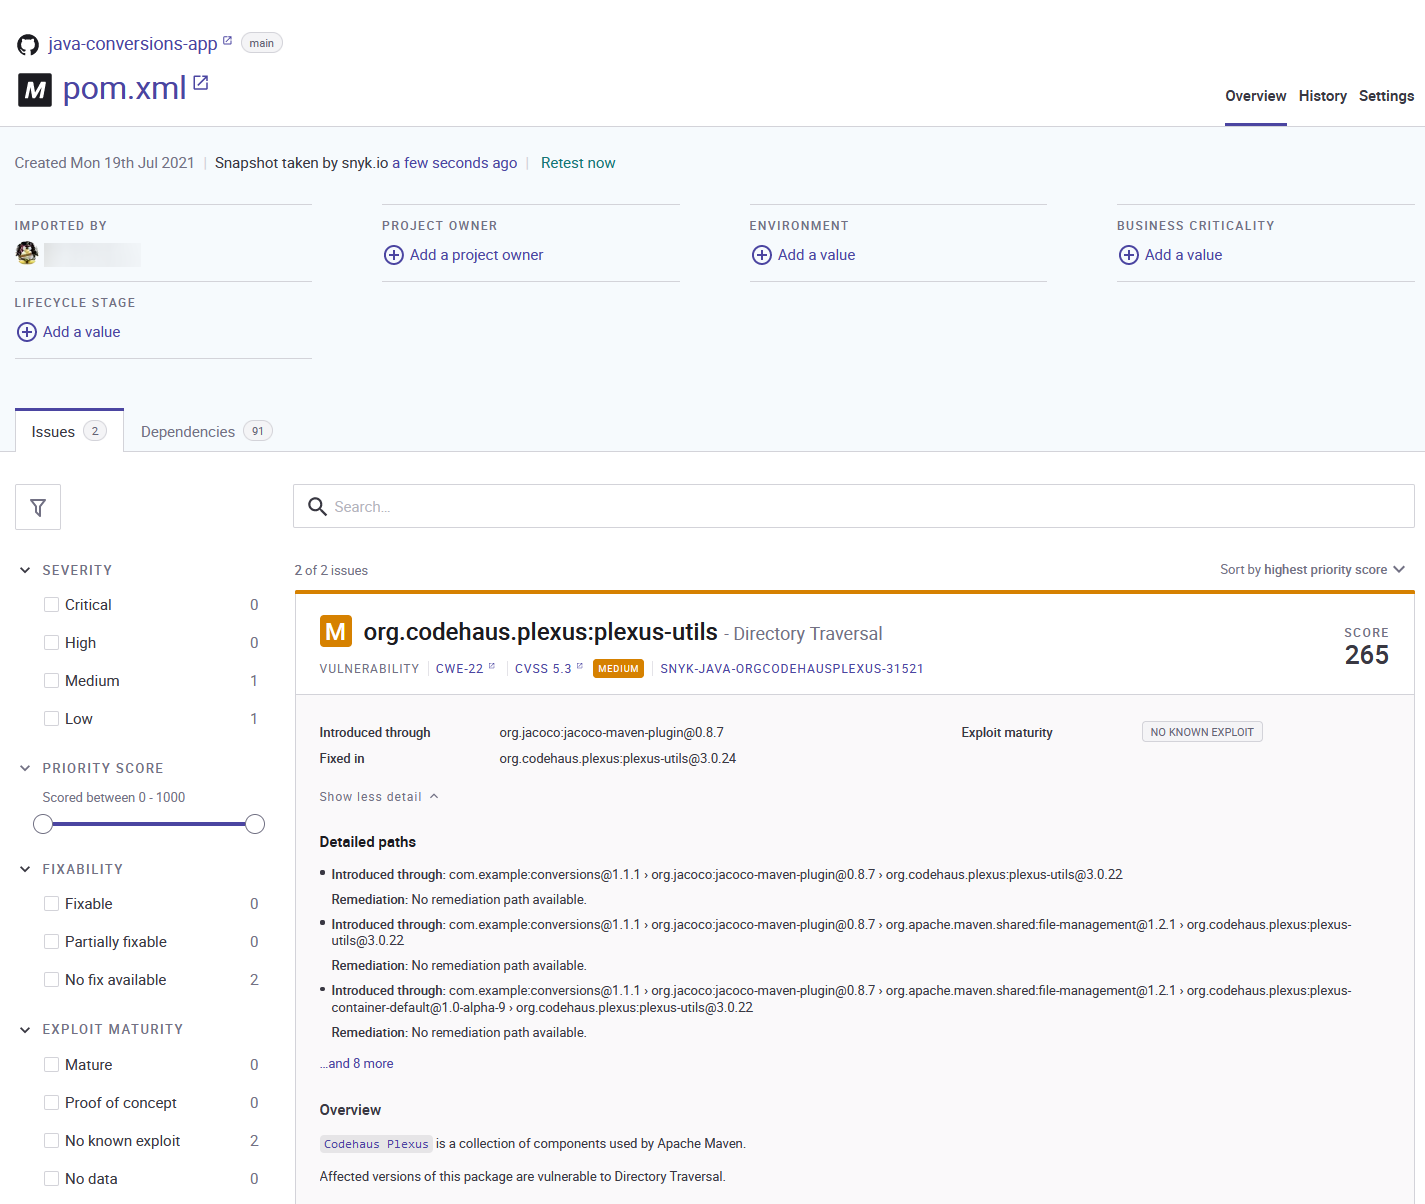 java-conversions-app main
M pom.xml
Overview History Settings
Created Mon 19th Jul 2021 | Snapshot taken by snyk.io a few seconds ago | Retest now
IMPORTED BY PROJECT OWNER ENVIRONMENT BUSINESS CRITICALITY
Add a project owner Add a value Add a value
LIFECYCLE STAGE
Add a value
Issues 2 Dependencies 91
Search...
SEVERITY
Critical 0
High 0
Medium 1
Low 1
PRIORITY SCORE
Scored between 0 - 1000
FIXABILITY
Fixable 0
Partially fixable 0
No fix available 2
EXPLOIT MATURITY
Mature 0
Proof of concept 0
No known exploit 2
No data 0
2 of 2 issues
Sort by highest priority score
M org.codehaus.plexus:plexus-utils - Directory Traversal
VULNERABILITY | CWE-22 | CVSS 5.3 MEDIUM | SNYK-JAVA-ORGCODEHAUSPLEXUS-31521
SCORE
265
Introduced through org.jacoco:jacoco-maven-plugin@0.8.7
Exploit maturity NO KNOWN EXPLOIT
Fixed in org.codehaus.plexus:plexus-utils@3.0.24
Show less detail
Detailed paths
Introduced through: com.example:conversions@1.1.1 › org.jacoco:jacoco-maven-plugin@0.8.7 › org.codehaus.plexus:plexus-utils@3.0.22
Remediation: No remediation path available.
Introduced through: com.example:conversions@1.1.1 › org.jacoco:jacoco-maven-plugin@0.8.7 › org.apache.maven.shared:file-management@1.2.1 › org.codehaus.plexus:plexus-
utils@3.0.22
Remediation: No remediation path available.
Introduced through: com.example:conversions@1.1.1 › org.jacoco:jacoco-maven-plugin@0.8.7 › org.apache.maven.shared:file-management@1.2.1 › org.codehaus.plexus:plexus-
container-default@1.0-alpha-9 › org.codehaus.plexus:plexus-utils@3.0.22
Remediation: No remediation path available.
...and 8 more
Overview
Codehaus Plexus is a collection of components used by Apache Maven.
Affected versions of this package are vulnerable to Directory Traversal.